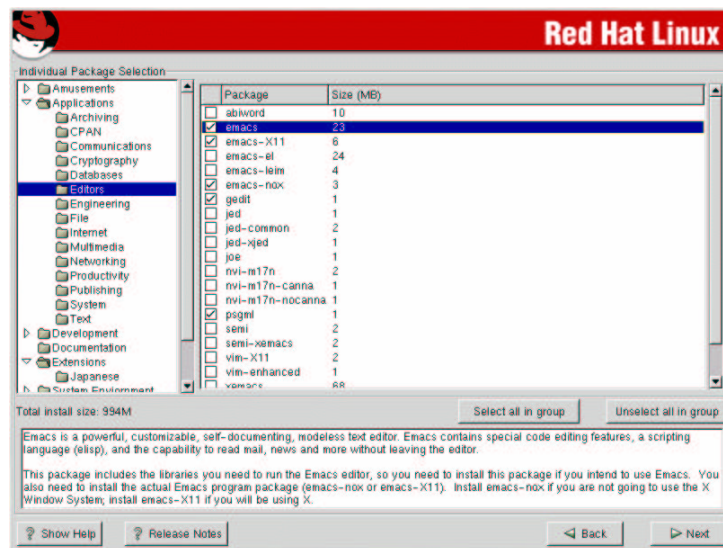 Red Hat Linux
Individual Package Selection
Amusements
Applications
Archiving
CPAN
Communications
Cryptography
Databases
Editors
Engineering
File
Internet
Multimedia
Networking
Productivity
Publishing
System
Text
Development
Documentation
Extensions
Japanese
System Enviornment
Package Size (MB)
abiword 10
emacs 23
emacs-X11 6
emacs-el 24
emacs-leim 4
emacs-nox 3
gedit 1
jed 1
jed-common 2
jed-xjed 1
joe 1
nvi-m17n 2
nvi-m17n-canna 1
nvi-m17n-nocanna 1
psgml 1
semi 2
semi-xemacs 2
vim-X11 2
vim-enhanced 1
xemacs 68
Total install size: 994M
Select all in group
Unselect all in group
Emacs is a powerful, customizable, self-documenting, modeless text editor. Emacs contains special code editing features, a scripting
language (elisp), and the capability to read mail, news and more without leaving the editor.
This package includes the libraries you need to run the Emacs editor, so you need to install this package if you intend to use Emacs. You
also need to install the actual Emacs program package (emacs-nox or emacs-X11). Install emacs-nox if you are not going to use the X
Window System; install emacs-X11 if you will be using X.
? Show Help
? Release Notes
Back
Next